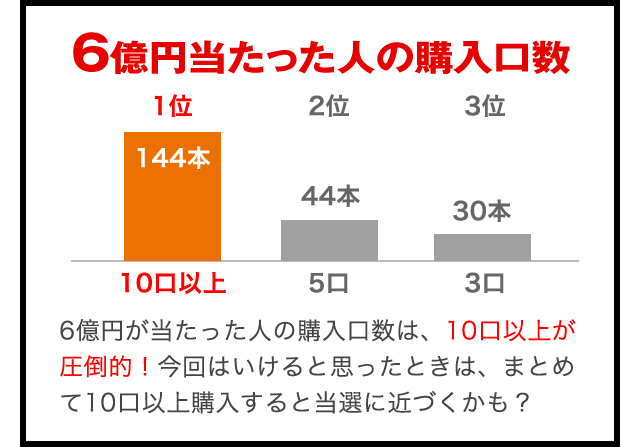 6億円当たった人の購入口数
1位 2位 3位
144本
44本
30本
10口以上 5口 3口
6億円が当たった人の購入口数は、10口以上が
圧倒的！今回はいけると思ったときは、まとめ
て10口以上購入すると当選に近づくかも？